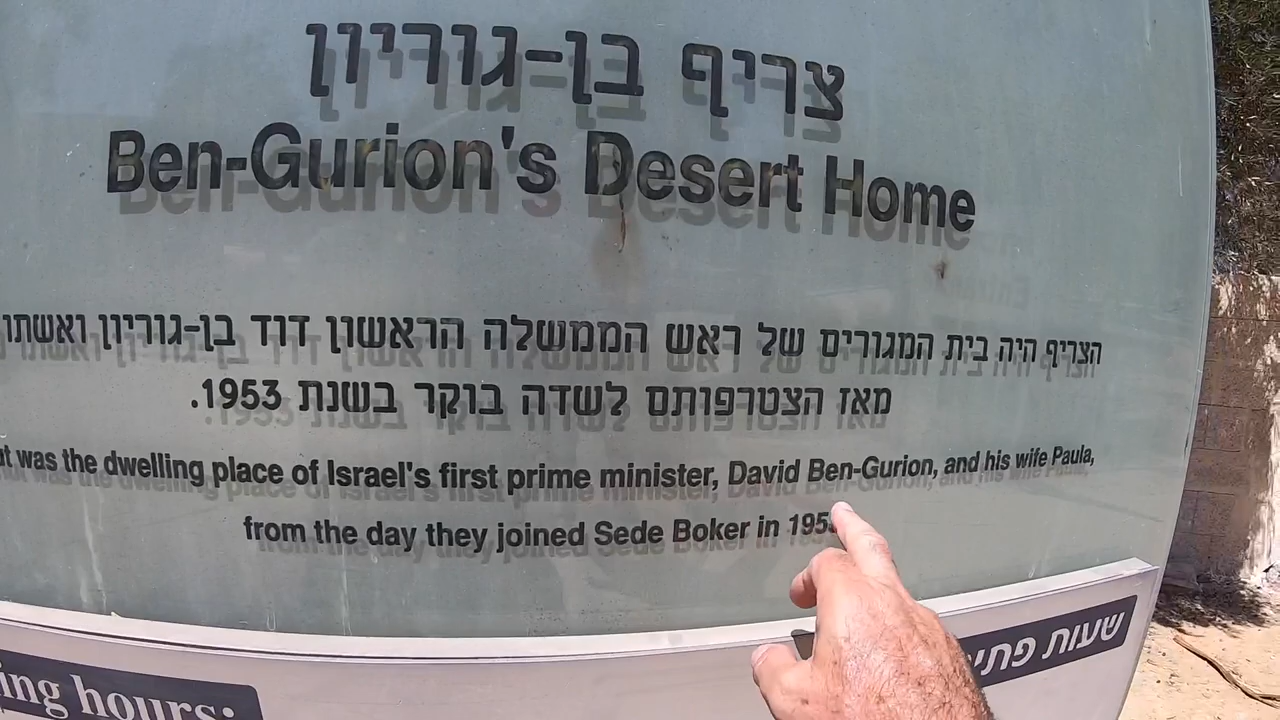 צריף בן-גוריון
Ben-Gurion's Desert Home
הצריף היה בית המגורים של ראש הממשלה הראשון דוד בן-גוריון ואשתו
מאז הצטרפותם לשדה בוקר בשנת 1953.
was the dwelling place of Israel's first prime minister, David Ben-Gurion, and his wife Paula,
from the day they joined Sede Boker in 195
שעות
ing hours: